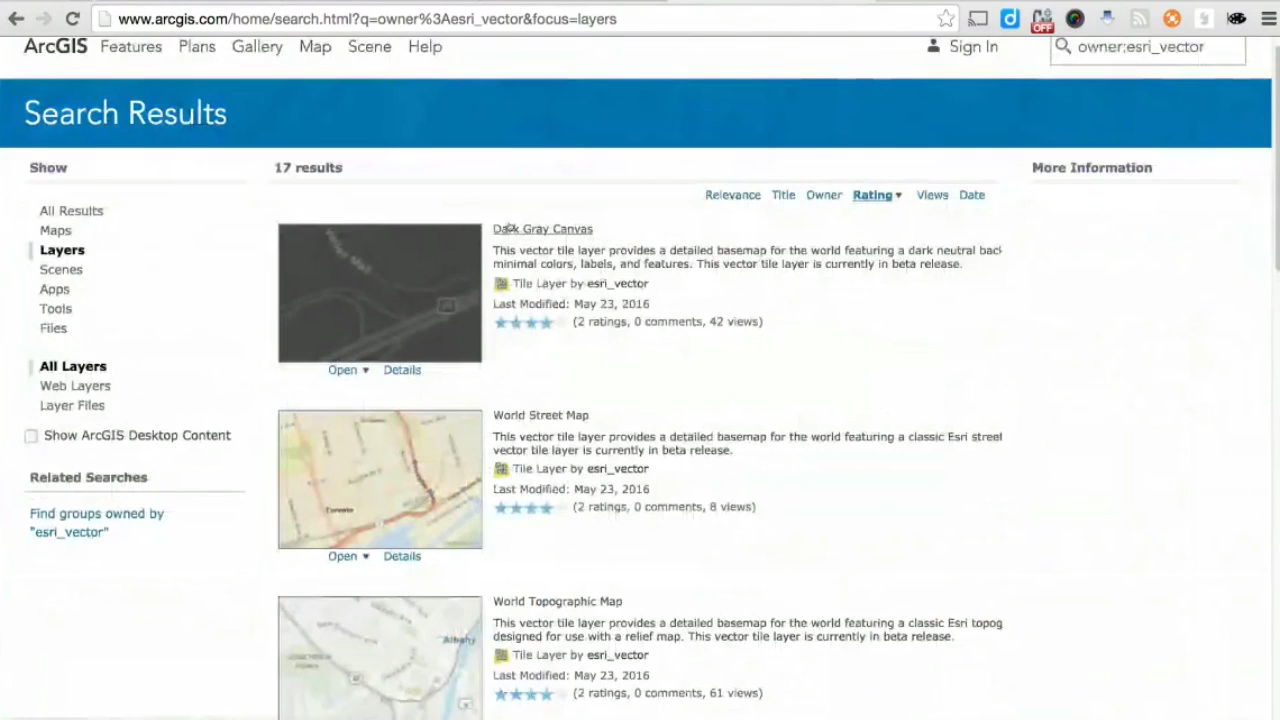 www.arcgis.com/home/search.html?q=owner%3Aesri_vector&focus=layers
OFF
ArcGIS Features Plans Gallery Map Scene Help
Sign In
owner:esri_vector
Search Results
Show
17 results
More Information
Relevance Title Owner Rating Views Date
All Results
Maps
Layers
Scenes
Apps
Tools
Files
All Layers
Web Layers
Layer Files
Show ArcGIS Desktop Content
Related Searches
Find groups owned by
"esri_vector"
Dark Gray Canvas
This vector tile layer provides a detailed basemap for the world featuring a dark neutral bac
minimal colors, labels, and features. This vector tile layer is currently in beta release.
Tile Layer by esri_vector
Last Modified: May 23, 2016
(2 ratings, 0 comments, 42 views)
Open Details
World Street Map
This vector tile layer provides a detailed basemap for the world featuring a classic Esri street
vector tile layer is currently in beta release.
Tile Layer by esri_vector
Last Modified: May 23, 2016
(2 ratings, 0 comments, 8 views)
Toronto
Open Details
World Topographic Map
This vector tile layer provides a detailed basemap for the world featuring a classic Esri topog
designed for use with a relief map. This vector tile layer is currently in beta release.
Tile Layer by esri_vector
Last Modified: May 23, 2016
(2 ratings, 0 comments, 61 views)
Albany